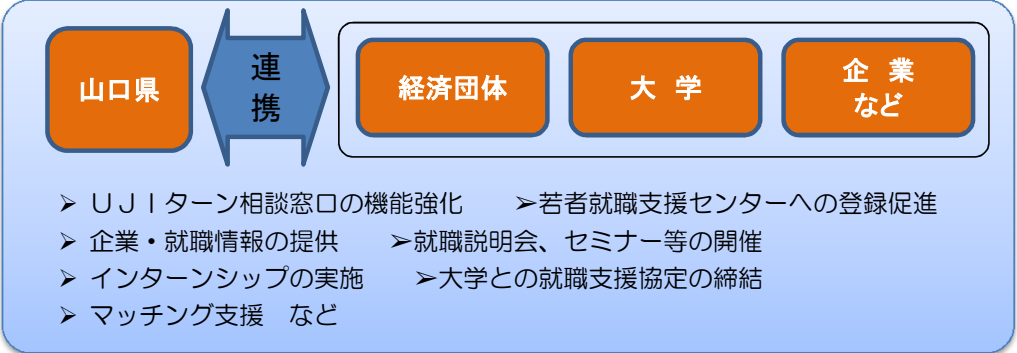 山口県
連
携
経済団体
大 学
企 業
など
➢ ＵＪＩターン相談窓口の機能強化 ➢若者就職支援センターへの登録促進
➢ 企業・就職情報の提供 ➢就職説明会、セミナー等の開催
➢ インターンシップの実施 ➢大学との就職支援協定の締結
➢ マッチング支援 など